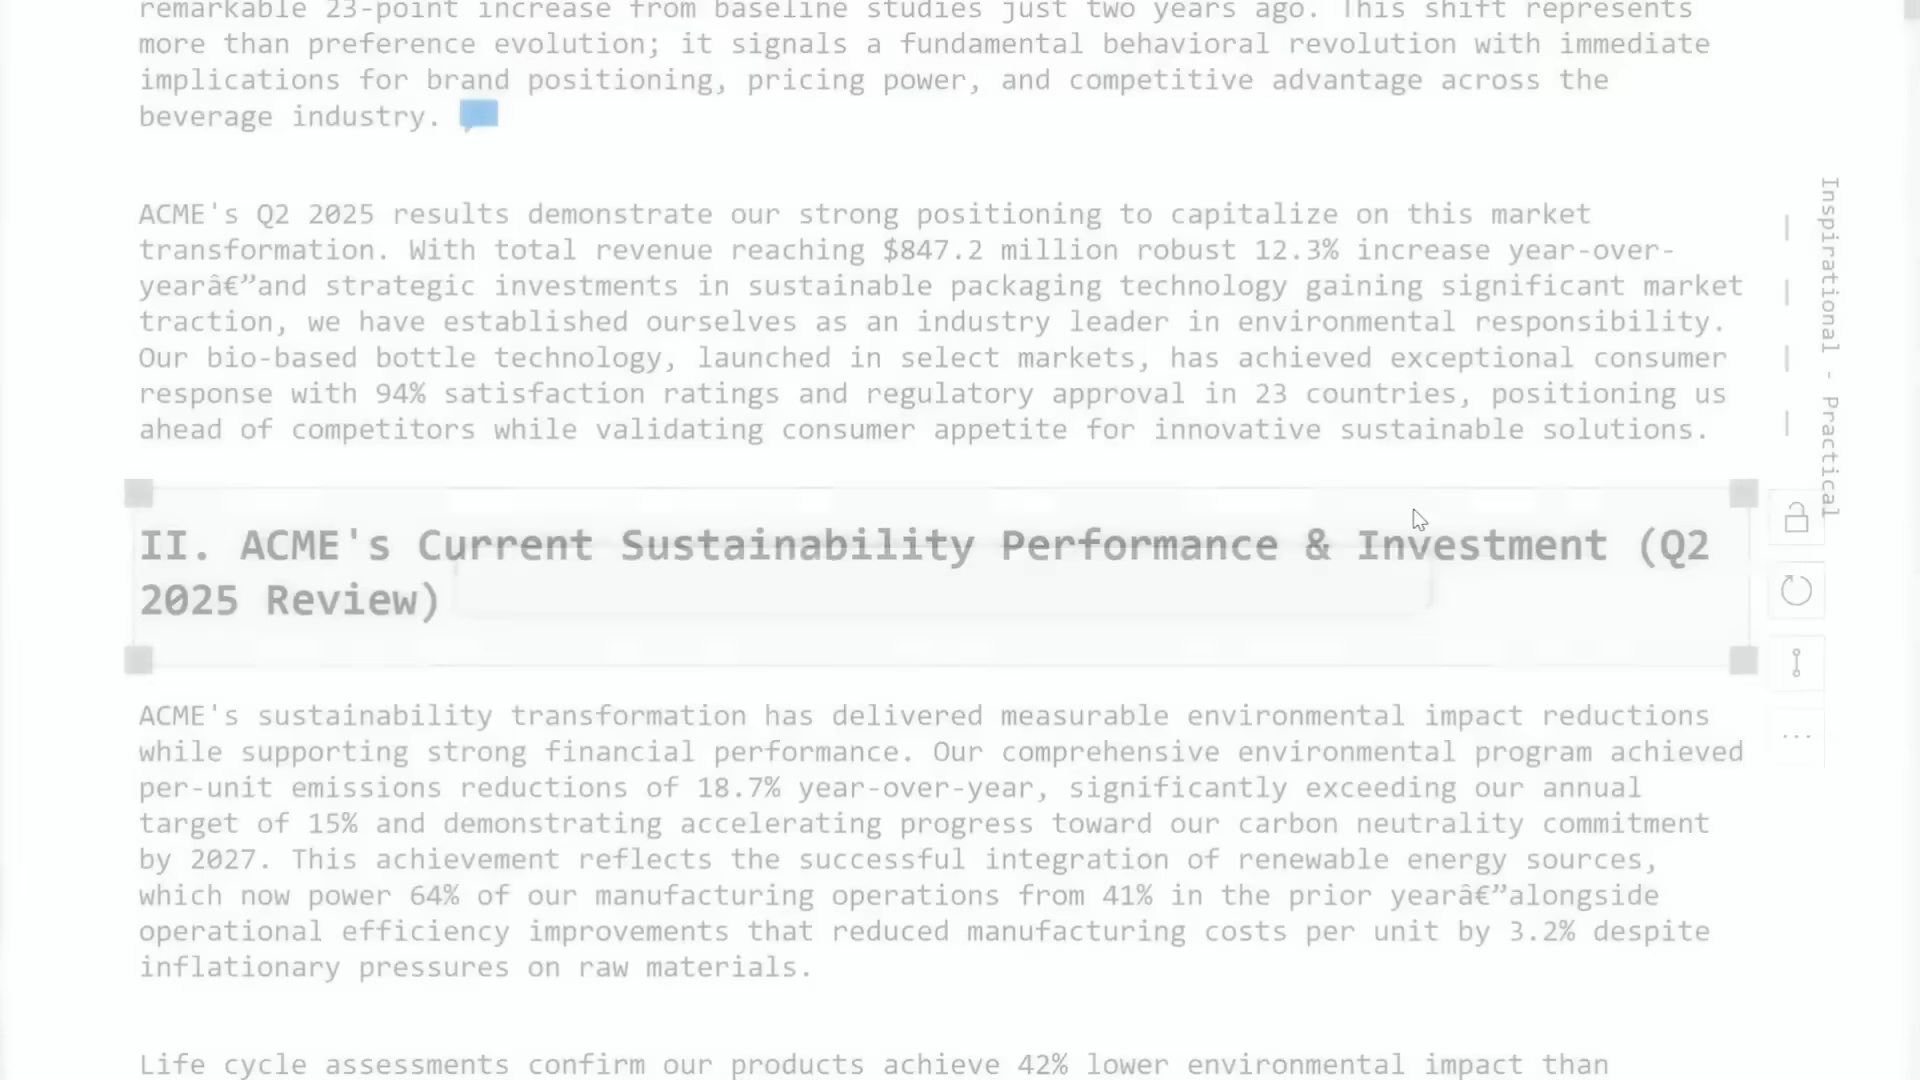 remarkable 23-point increase from baseline studies just two years ago. This shift represents
more than preference evolution; it signals a fundamental behavioral revolution with immediate
implications for brand positioning, pricing power, and competitive advantage across the
beverage industry.
ACME's Q2 2025 results demonstrate our strong positioning to capitalize on this market
transformation. With total revenue reaching $847.2 million robust 12.3% increase year-over-
yearâ€”and strategic investments in sustainable packaging technology gaining significant market
traction, we have established ourselves as an industry leader in environmental responsibility.
Our bio-based bottle technology, launched in select markets, has achieved exceptional consumer
response with 94% satisfaction ratings and regulatory approval in 23 countries, positioning us
ahead of competitors while validating consumer appetite for innovative sustainable solutions.
II. ACME's Current Sustainability Performance & Investment (Q2
2025 Review)
ACME's sustainability transformation has delivered measurable environmental impact reductions
while supporting strong financial performance. Our comprehensive environmental program achieved
per-unit emissions reductions of 18.7% year-over-year, significantly exceeding our annual
target of 15% and demonstrating accelerating progress toward our carbon neutrality commitment
by 2027. This achievement reflects the successful integration of renewable energy sources,
which now power 64% of our manufacturing operations from 41% in the prior yearâ€”alongside
operational efficiency improvements that reduced manufacturing costs per unit by 3.2% despite
inflationary pressures on raw materials.
Life cycle assessments confirm our products achieve 42% lower environmental impact than
Inspirational - Practical